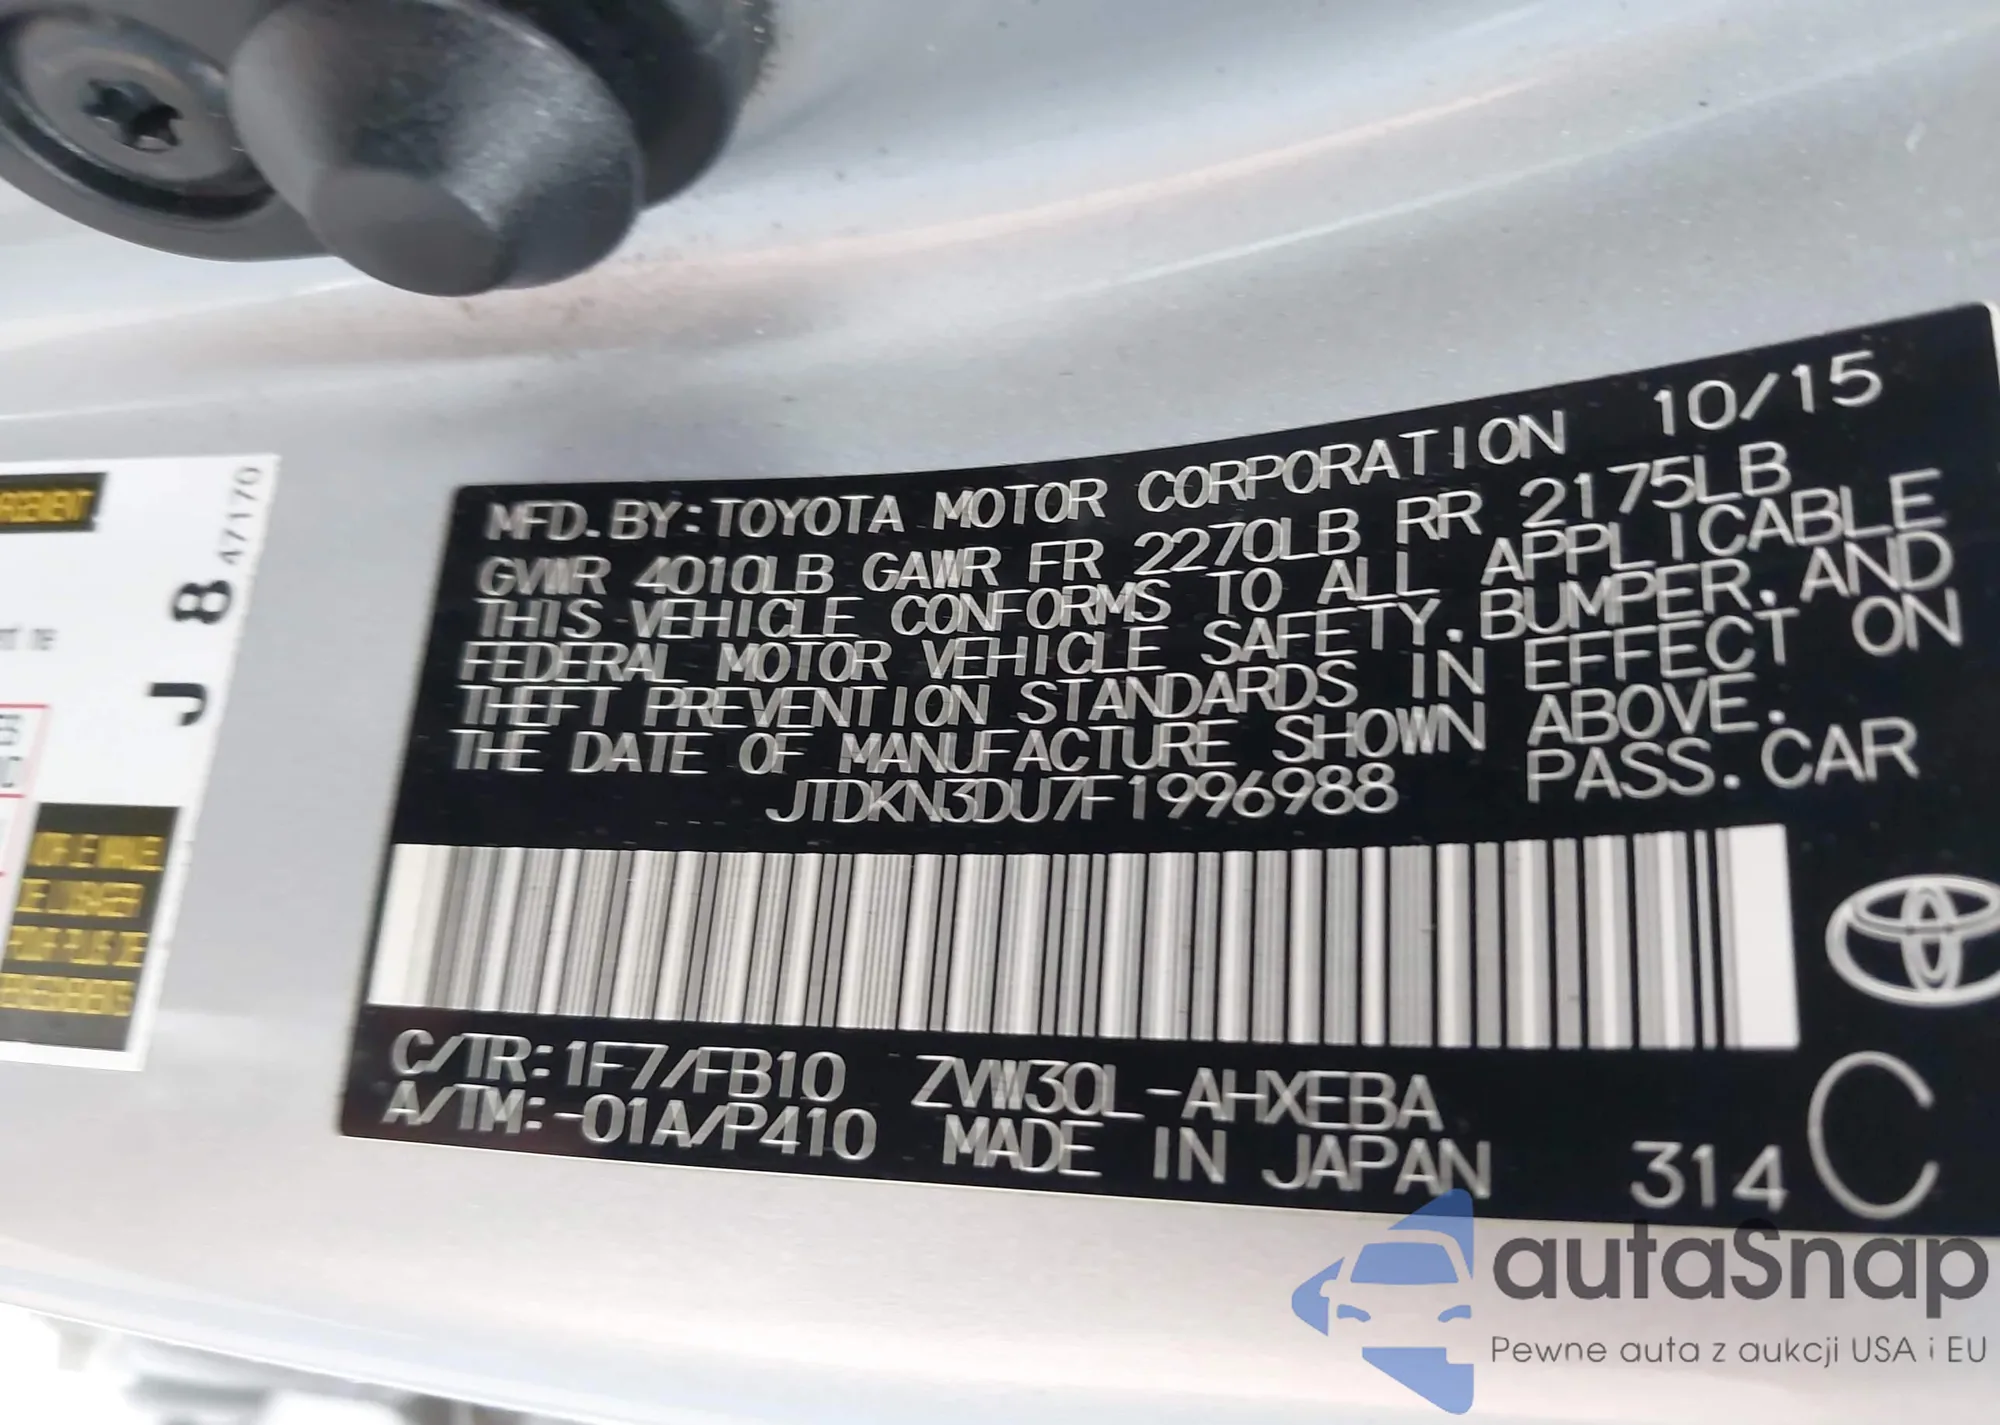 MFD. BY: TOYOTA MOTOR CORPORATION 10/15
GVWR 4010LB GAWR FR 2270LB RR 2175LB
THIS VEHICLE CONFORMS TO ALL APPLICABLE
FEDERAL MOTOR VEHICLE SAFETY, BUMPER, AND
THEFT PREVENTION STANDARDS IN EFFECT ON
THE DATE OF MANUFACTURE SHOWN ABOVE.
JTDKN3DU7F1996988 PASS. CAR
C/TR: 1F7/FB10 ZVW30L-AHXEBA
A/TM: -01A/P410 MADE IN JAPAN 314 C
J 8 47170
autaSnap
Pewne auta z aukcji USA i EU